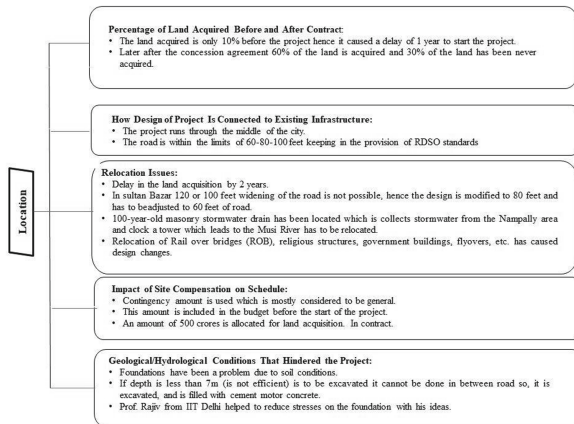 Percentage of Land Acquired Before and After Contract:
• The land acquired is only 10% before the project hence it caused a delay of 1 year to start the project.
• Later after the concession agreement 60% of the land is acquired and 30% of the land has been never
acquired.
How Design of Project Is Connected to Existing Infrastructure:
• The project runs through the middle of the city.
• The road is within the limits of 60-80-100 feet keeping in the provision of RDSO standards
Location
Relocation Issues:
• Delay in the land acquisition by 2 years.
• In sultan Bazar 120 or 100 feet widening of the road is not possible, hence the design is modified to 80 feet and
has to beadjusted to 60 feet of road.
• 100-year-old masonry stormwater drain has been located which is collects stormwater from the Nampally area
and clock a tower which leads to the Musi River has to be relocated.
• Relocation of Rail over bridges (ROB), religious structures, government buildings, flyovers, etc. has caused
design changes.
Impact of Site Compensation on Schedule:
• Contingency amount is used which is mostly considered to be general.
• This amount is included in the budget before the start of the project.
• An amount of 500 crores is allocated for land acquisition. In contract.
Geological/Hydrological Conditions That Hindered the Project:
• Foundations have been a problem due to soil conditions.
• If depth is less than 7m (is not efficient) is to be excavated it cannot be done in between road so, it is
excavated, and is filled with cement motor concrete.
• Prof. Rajiv from IIT Delhi helped to reduce stresses on the foundation with his ideas.